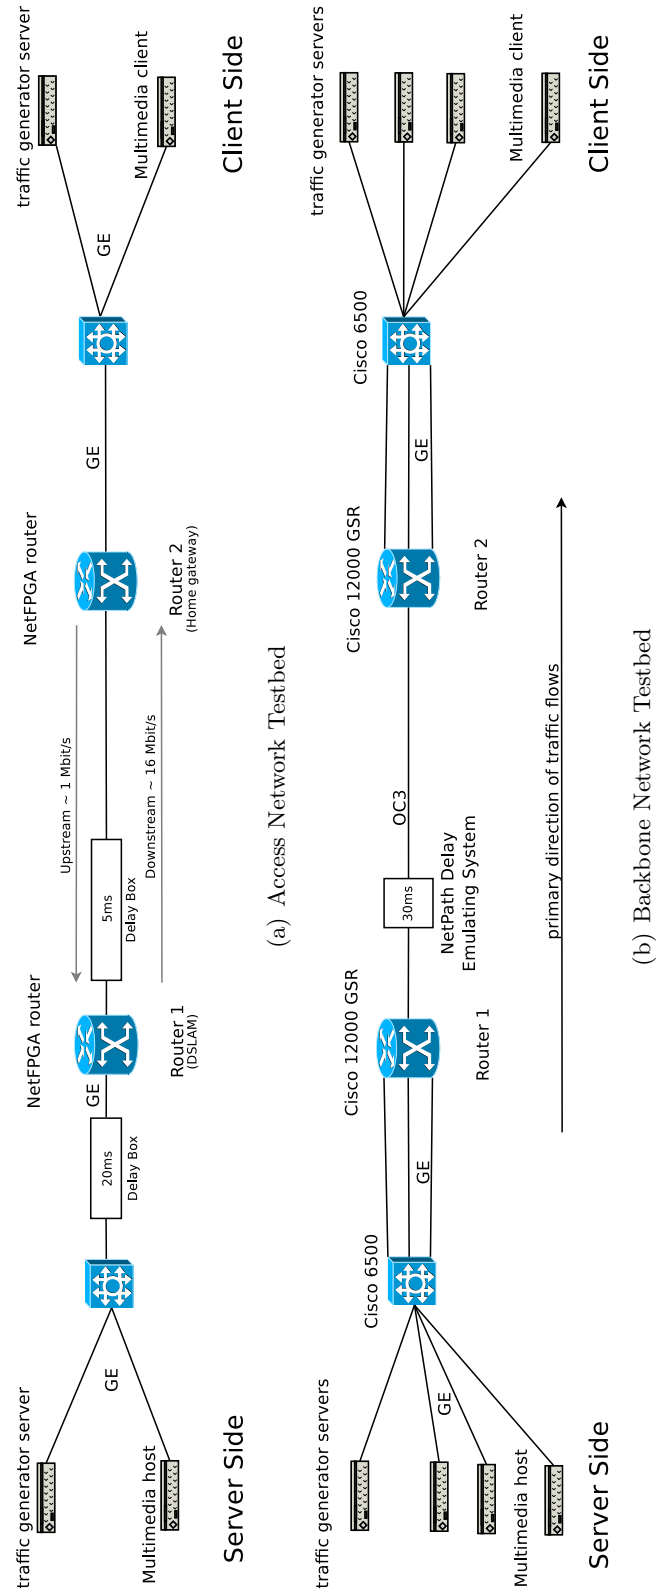 traffic generator server
Multimedia host
Server Side
GE
20ms
Delay Box
GE
NetFPGA router
Router 1
(DSLAM)
5ms
Delay Box
Upstream ~ 1 Mbit/s
Downstream ~ 16 Mbit/s
NetFPGA router
Router 2
(Home gateway)
GE
GE
traffic generator server
Multimedia client
Client Side
(a) Access Network Testbed
traffic generator servers
Multimedia host
Server Side
GE
Cisco 6500
GE
Cisco 12000 GSR
Router 1
30ms
NetPath Delay
Emulating System
OC3
Cisco 12000 GSR
Router 2
GE
Cisco 6500
traffic generator servers
Multimedia client
Client Side
primary direction of traffic flows
(b) Backbone Network Testbed